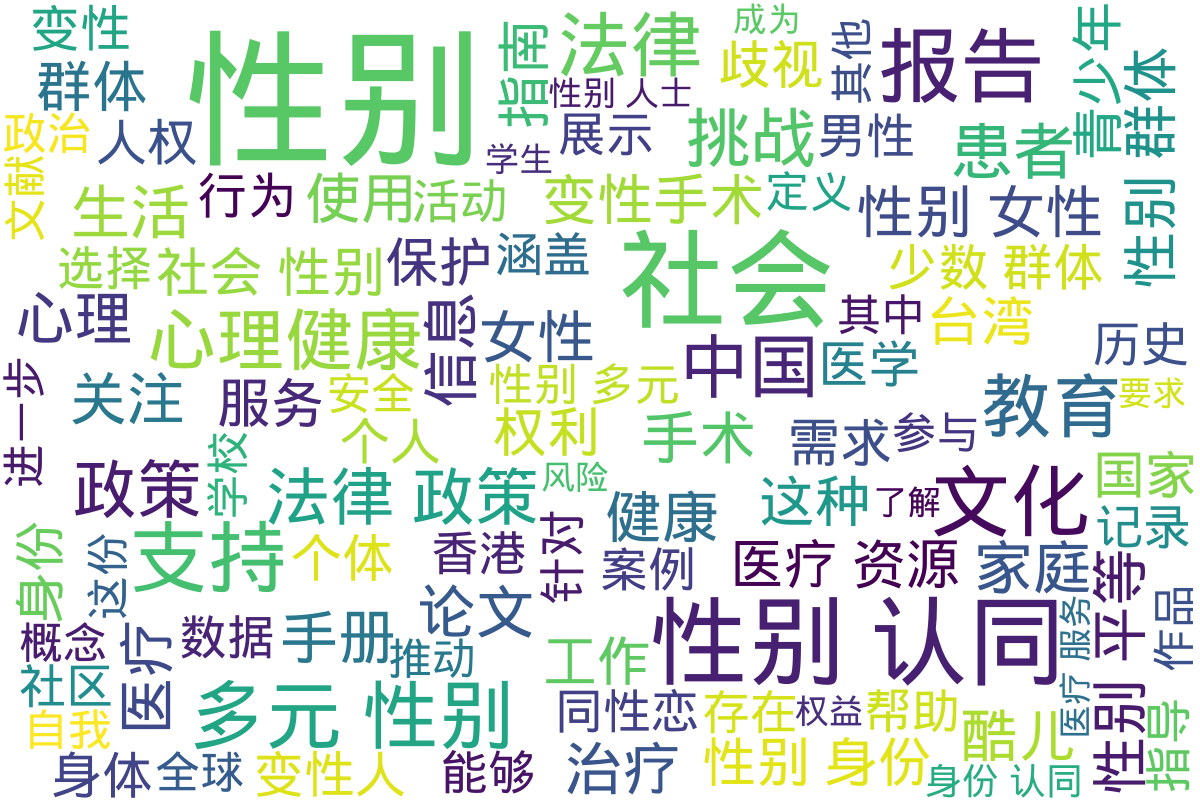 变性
性别
指南
法律
成为
歧视
其他
报告
青少年
群体
群体
政治
人权
性别 人士
展示
挑战
男性
患者
学生
文献
生活
行为
使用
活动
变性手术
定义
性别 女性
性别
选择
社会 性别
保护
涵盖
社会
少数 群体
心理
心理健康
信息
女性
其中
台湾
历史
中国
医学
进一步
关注
服务
安全
性别 多元
教育
要求
个人
权利
手术
需求
参与
政策
学校
法律 政策
风险
健康
这种
了解
文化
国家
记录
身份
这份
支持
个体
香港
针对
案例
医疗 资源
家庭
平等
概念
医疗
数据
手册
论文
推动
工作
性别 认同
医疗 服务
作品
社区
自我
多元 性别
同性恋
存在
权益
帮助
酷儿
性别
指导
身体
全球
变性人
能够
治疗
性别 身份
身份 认同